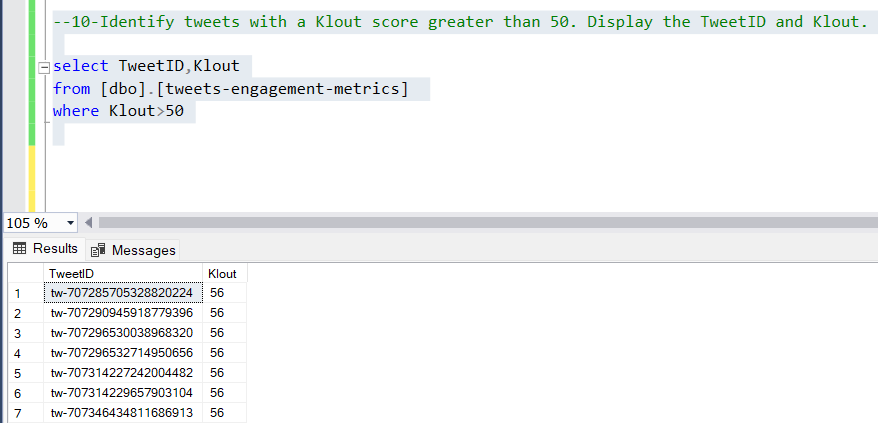 --10-Identify tweets with a Klout score greater than 50. Display the TweetID and Klout.
select TweetID,Klout
from [dbo].[tweets-engagement-metrics]
where Klout>50
105 %
Results Messages
TweetID Klout
1 tw-707285705328820224 56
2 tw-707290945918779396 56
3 tw-707296530038968320 56
4 tw-707296532714950656 56
5 tw-707314227242004482 56
6 tw-707314229657903104 56
7 tw-707346434811686913 56